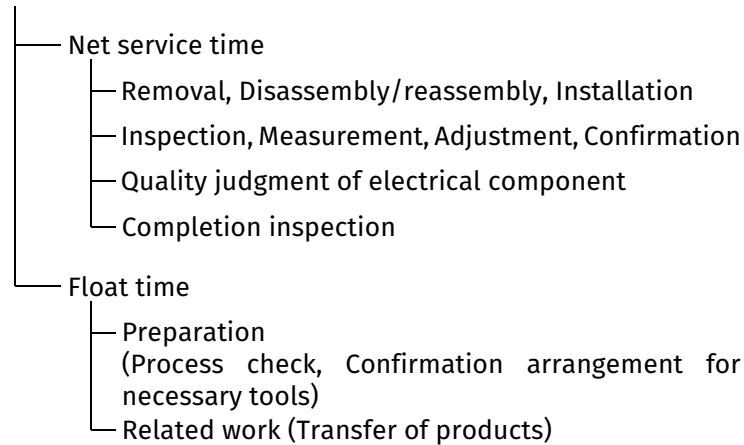 Net service time
Removal, Disassembly/reassembly, Installation
Inspection, Measurement, Adjustment, Confirmation
Quality judgment of electrical component
Completion inspection
Float time
Preparation
(Process check, Confirmation arrangement for
necessary tools)
Related work (Transfer of products)